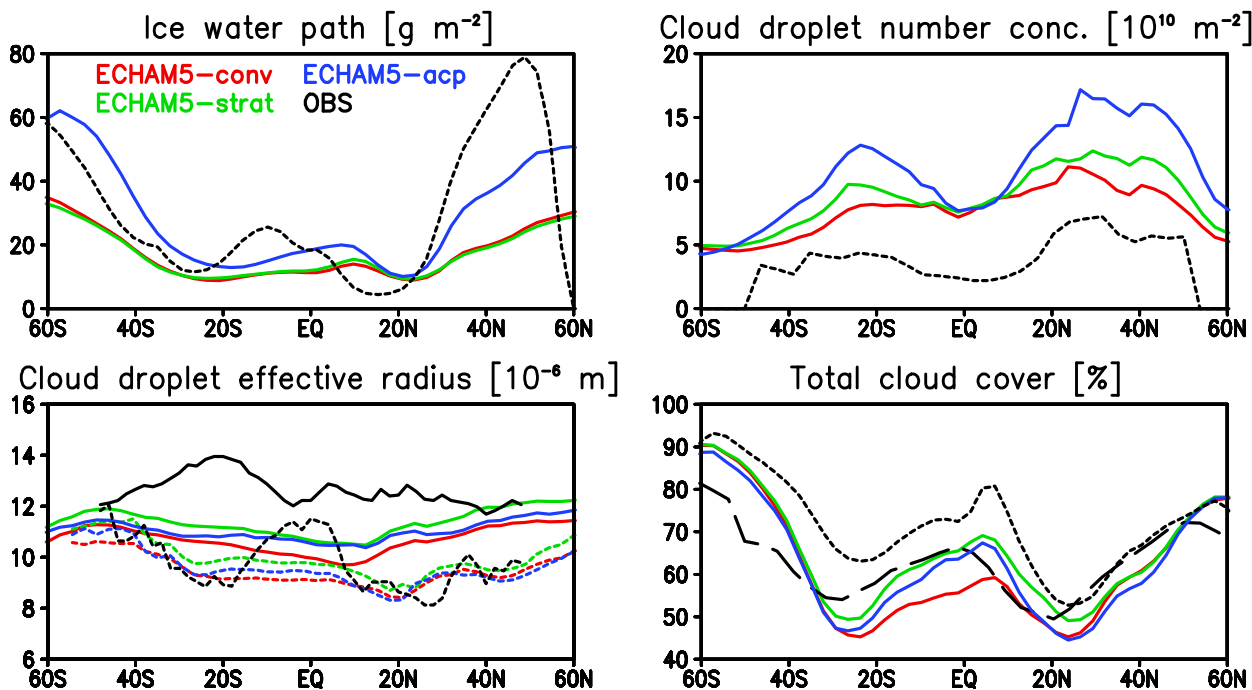 Ice water path [g m⁻²]
80
60
40
20
0
ECHAM5-conv ECHAM5-acp
ECHAM5-strat OBS
60S 40S 20S EQ 20N 40N 60N
Cloud droplet number conc. [10¹⁰ m⁻²]
20
15
10
5
0
60S 40S 20S EQ 20N 40N 60N
Cloud droplet effective radius [10⁻⁶ m]
16
14
12
10
8
6
60S 40S 20S EQ 20N 40N 60N
Total cloud cover [%]
100
90
80
70
60
50
40
60S 40S 20S EQ 20N 40N 60N